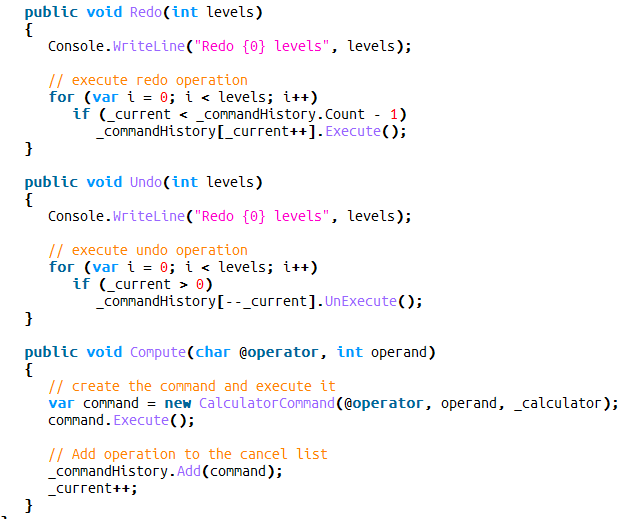 public void Redo(int levels)
{
Console.WriteLine("Redo {0} levels", levels);
// execute redo operation
for (var i = 0; i < levels; i++)
if (_current < _commandHistory.Count - 1)
_commandHistory[_current++].Execute();
}
public void Undo(int levels)
{
Console.WriteLine("Redo {0} levels", levels);
// execute undo operation
for (var i = 0; i < levels; i++)
if (_current > 0)
_commandHistory[--_current].UnExecute();
}
public void Compute(char @operator, int operand)
{
// create the command and execute it
var command = new CalculatorCommand(@operator, operand, _calculator);
command.Execute();
// Add operation to the cancel list
_commandHistory.Add(command);
_current++;
}